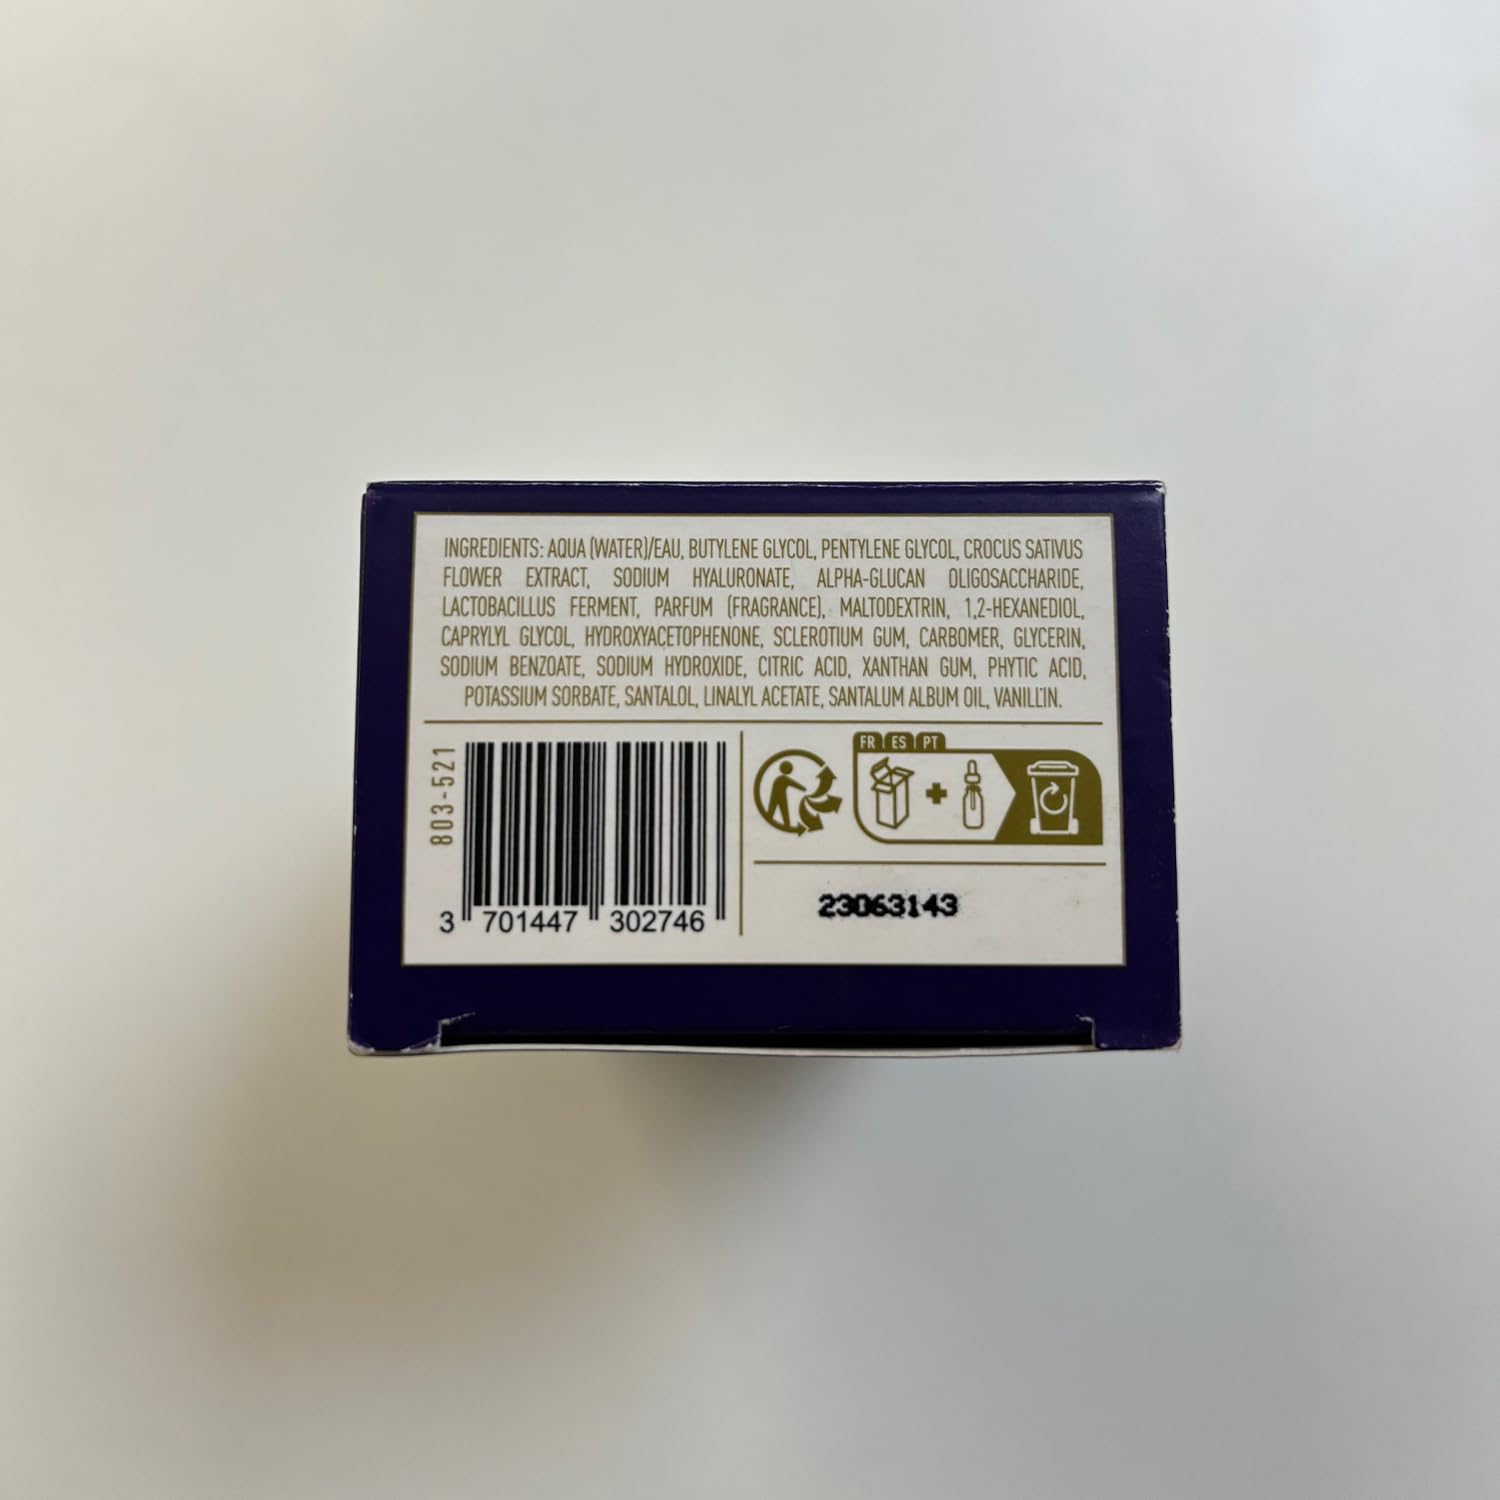 INGREDIENTS: AQUA (WATER)/EAU, BUTYLENE GLYCOL, PENTYLENE GLYCOL, CROCUS SATIVUS
FLOWER EXTRACT, SODIUM HYALURONATE, ALPHA-GLUCAN OLIGOSACCHARIDE,
LACTOBACILLUS FERMENT, PARFUM (FRAGRANCE), MALTODEXTRIN, 1,2-HEXANEDIOL,
CAPRYLYL GLYCOL, HYDROXYACETOPHENONE, SCLEROTIUM GUM, CARBOMER, GLYCERIN,
SODIUM BENZOATE, SODIUM HYDROXIDE, CITRIC ACID, XANTHAN GUM, PHYTIC ACID,
POTASSIUM SORBATE, SANTALOL, LINALYL ACETATE, SANTALUM ALBUM OIL, VANILLIN.
803-521
3 701447 302746
FR ES PT
23063143